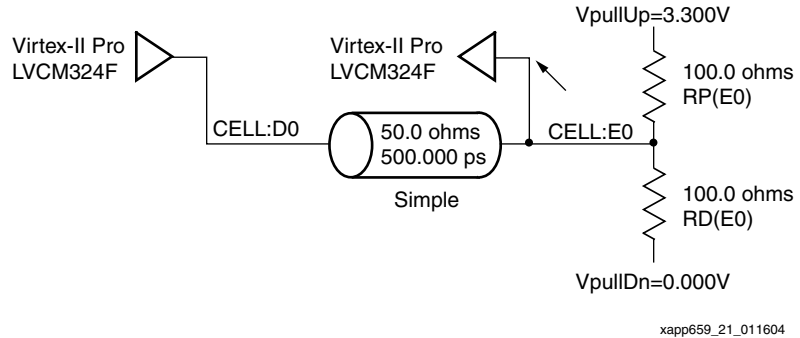 VpullUp=3.300V
Virtex-II Pro
LVCM324F
Virtex-II Pro
LVCM324F
100.0 ohms
RP(E0)
CELL:D0
50.0 ohms
500.000 ps
CELL:E0
Simple
100.0 ohms
RD(E0)
VpullDn=0.000V
xapp659_21_011604